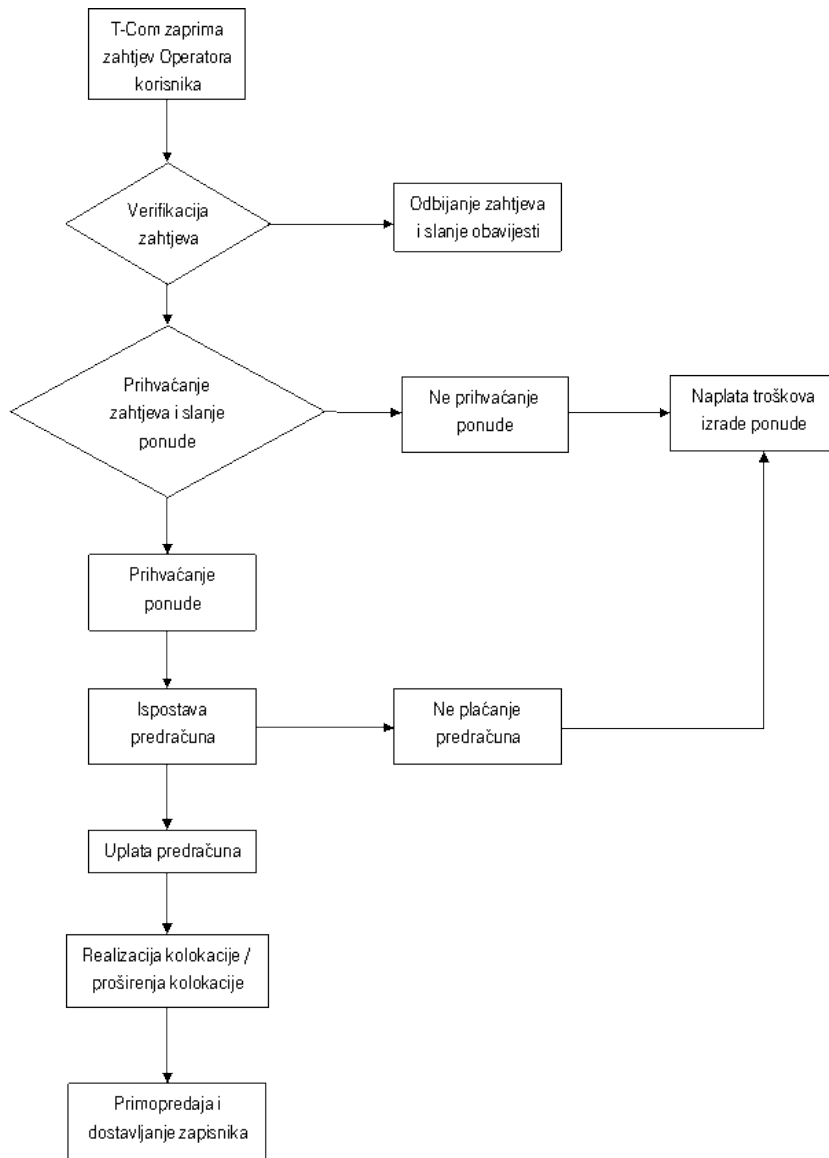 T-Com zaprima
zahtjev Operatora
korisnika
Verifikacija
zahtjeva
Odbijanje zahtjeva
i slanje obavijesti
Prihvaćanje
zahtjeva i slanje
ponude
Ne prihvaćanje
ponude
Naplata troškova
izrade ponude
Prihvaćanje
ponude
Ispostava
predračuna
Ne plaćanje
predračuna
Uplata predračuna
Realizacija kolokacije /
proširenja kolokacije
Primopredaja i
dostavljanje zapisnika